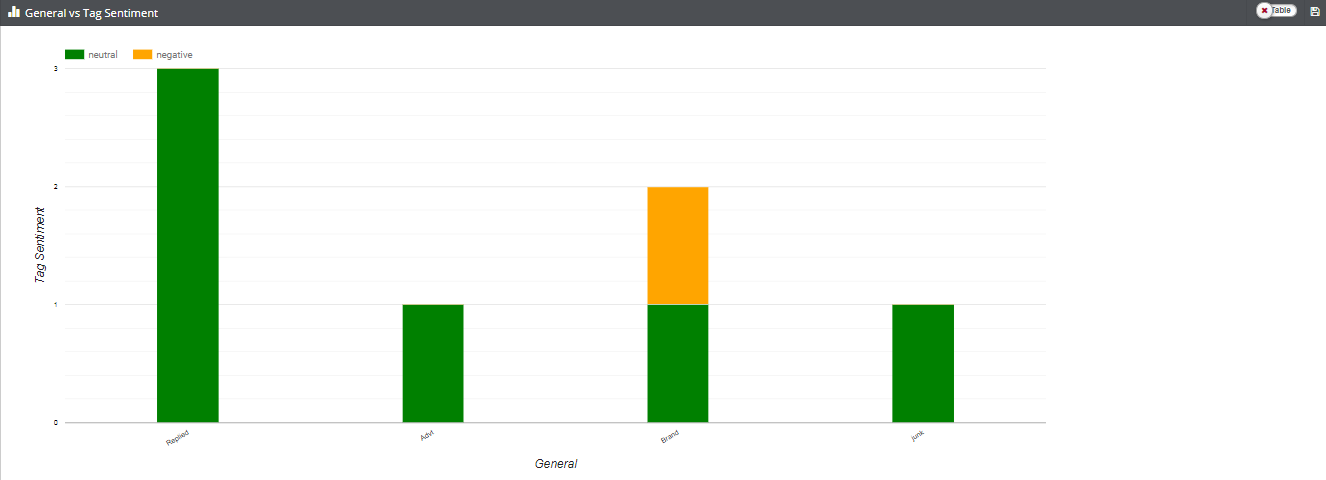 General vs Tag Sentiment
Table
neutral negative
3
2
1
0
Tag Sentiment
Replied Advt Brand junk
General